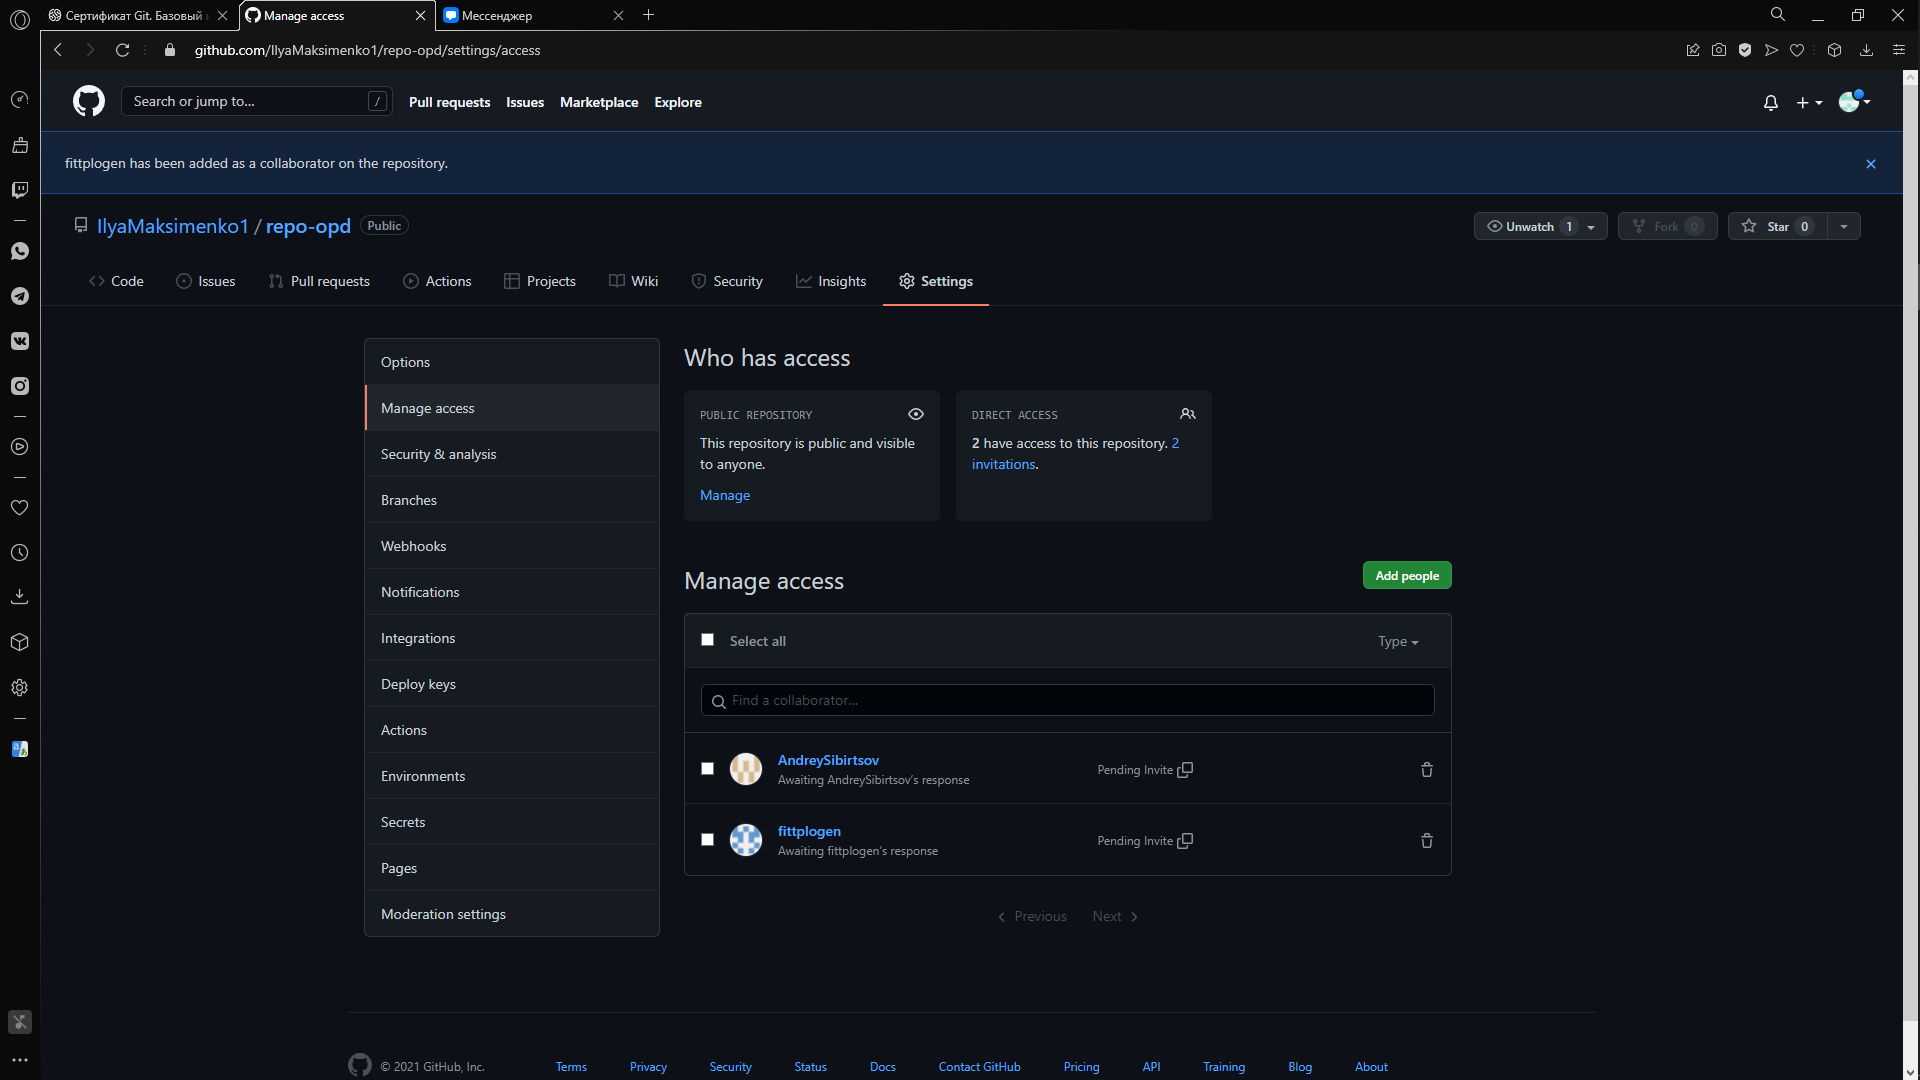 Сертификат Git. Базовый
Manage access
Мессенджер
github.com/IlyaMaksimenko1/repo-opd/settings/access
Search or jump to...
/
Pull requests
Issues
Marketplace
Explore
fittplogen has been added as a collaborator on the repository.
IlyaMaksimenko1 / repo-opd
Public
Unwatch 1
Fork 0
Star 0
Code
Issues
Pull requests
Actions
Projects
Wiki
Security
Insights
Settings
Options
Manage access
Security & analysis
Branches
Webhooks
Notifications
Integrations
Deploy keys
Actions
Environments
Secrets
Pages
Moderation settings
Who has access
PUBLIC REPOSITORY
This repository is public and visible
to anyone.
Manage
DIRECT ACCESS
2 have access to this repository. 2
invitations.
Manage access
Add people
Select all
Type
Find a collaborator...
AndreySibirtsov
Awaiting AndreySibirtsov's response
Pending Invite
fittplogen
Awaiting fittplogen's response
Pending Invite
Previous
Next
© 2021 GitHub, Inc.
Terms
Privacy
Security
Status
Docs
Contact GitHub
Pricing
API
Training
Blog
About